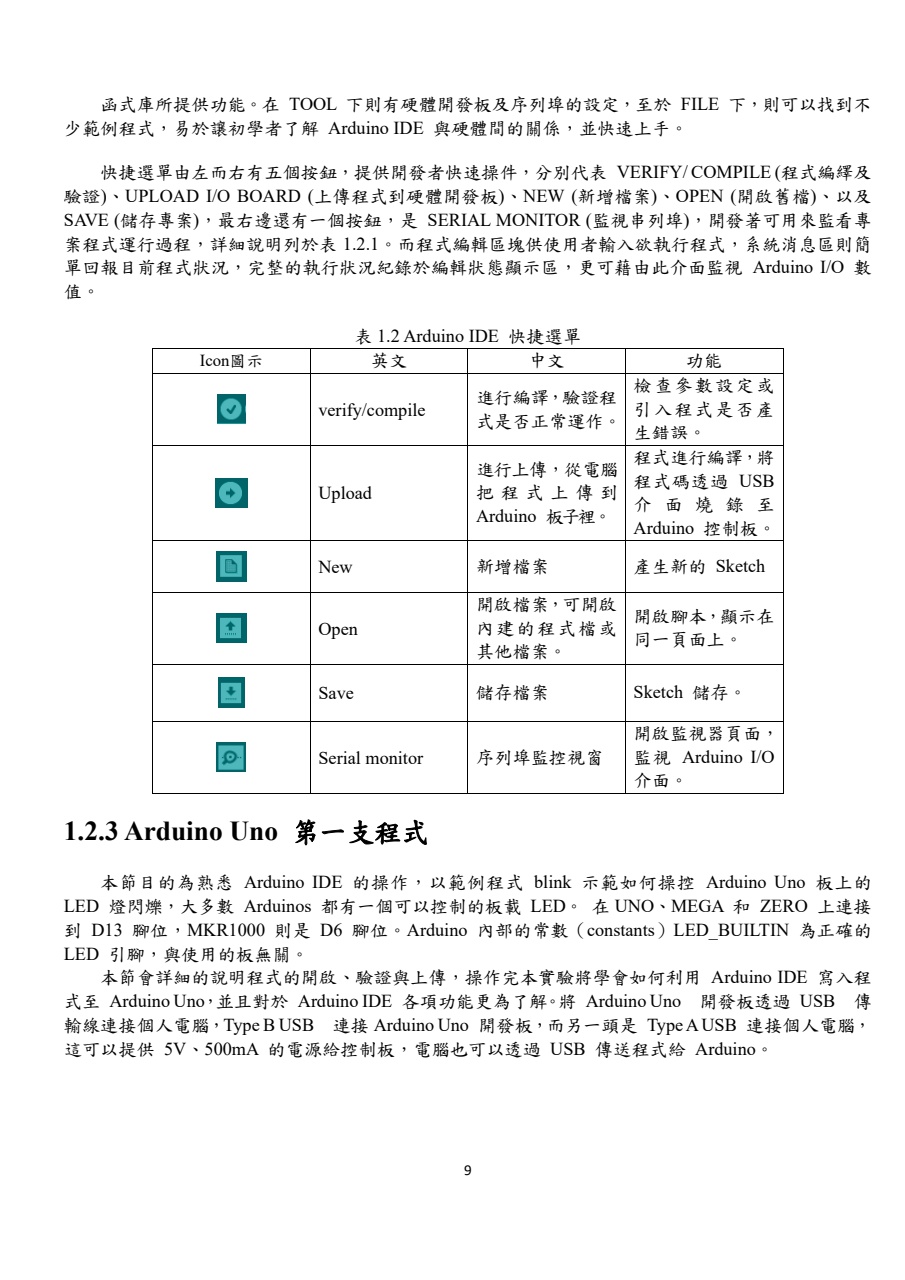 函式庫所提供功能。在 TOOL 下則有硬體開發板及序列埠的設定，至於 FILE 下，則可以找到不
少範例程式，易於讓初學者了解 Arduino IDE 與硬體間的關係，並快速上手。
快捷選單由左而右有五個按鈕，提供開發者快速操件，分別代表 VERIFY/ COMPILE (程式編繹及
驗證)、UPLOAD I/O BOARD (上傳程式到硬體開發板)、NEW (新增檔案)、OPEN (開啟舊檔)、以及
SAVE (儲存專案)，最右邊還有一個按鈕，是 SERIAL MONITOR (監視串列埠)，開發著可用來監看專
案程式運行過程，詳細說明列於表 1.2.1。而程式編輯區塊供使用者輸入欲執行程式，系統消息區則簡
單回報目前程式狀況，完整的執行狀況紀錄於編輯狀態顯示區，更可藉由此介面監視 Arduino I/O 數
值。
表 1.2 Arduino IDE 快捷選單
Icon圖示 英文 中文 功能
verify/compile
進行編譯，驗證程
式是否正常運作。
檢查參數設定或
引入程式是否產
生錯誤。
Upload
進行上傳，從電腦
把程式上傳到
Arduino 板子裡。
程式進行編譯，將
程式碼透過 USB
介面燒錄至
Arduino 控制板。
New
新增檔案
產生新的 Sketch
Open
開啟檔案，可開啟
內建的程式檔或
其他檔案。
開啟腳本，顯示在
同一頁面上。
Save
儲存檔案
Sketch 儲存。
Serial monitor
序列埠監控視窗
開啟監視器頁面，
監視 Arduino I/O
介面。
1.2.3 Arduino Uno 第一支程式
本節目的為熟悉 Arduino IDE 的操作，以範例程式 blink 示範如何操控 Arduino Uno 板上的
LED 燈閃爍，大多數 Arduinos 都有一個可以控制的板載 LED。 在 UNO、MEGA 和 ZERO 上連接
到 D13 腳位，MKR1000 則是 D6 腳位。Arduino 內部的常數（constants）LED_BUILTIN 為正確的
LED 引腳，與使用的板無關。
本節會詳細的說明程式的開啟、驗證與上傳，操作完本實驗將學會如何利用 Arduino IDE 寫入程
式至 Arduino Uno，並且對於 Arduino IDE 各項功能更為了解。將 Arduino Uno 開發板透過 USB 傳
輸線連接個人電腦，Type B USB 連接 Arduino Uno 開發板，而另一頭是 Type A USB 連接個人電腦，
這可以提供 5V、500mA 的電源給控制板，電腦也可以透過 USB 傳送程式給 Arduino。
9